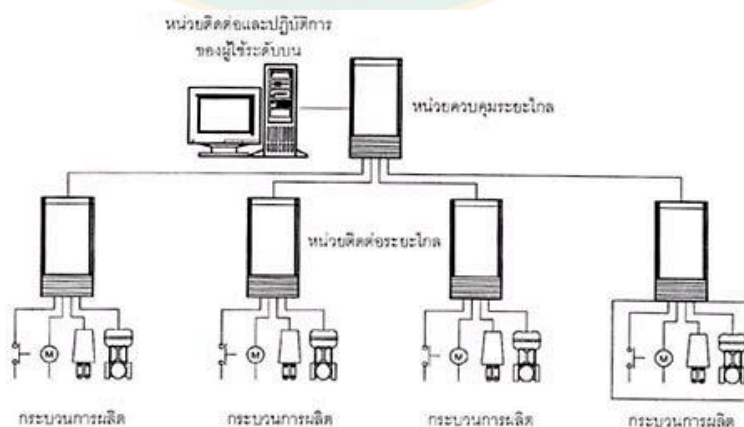 หน่วยติดต่อและปฏิบัติการ
ของผู้ใช้ระดับบน
หน่วยควบคุมระยะไกล
หน่วยติดต่อระยะไกล
M
M
M
M
กระบวนการผลิต
กระบวนการผลิต
กระบวนการผลิต
กระบวนการผลิต